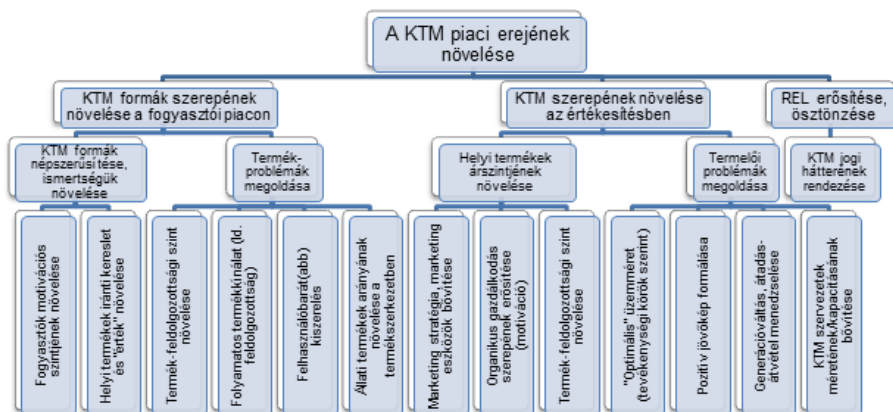 A KTM piaci erejének
növelése
KTM formák szerepének
növelése a fogyasztói piacon
KTM szerepének növelése
az értékesítésben
REL erősítése,
ösztönzése
KTM formák
népszerűsítése,
ismertségük
növelése
Termék-
problémák
megoldása
Helyi termékek
árszintjének
növelése
Termelői
problémák
megoldása
KTM jogi
hátterének
rendezése
Fogyasztók motivációs
szintjének növelése
Helyi termékek iránti kereslet
és "érték" növelése
Termék-feldolgozottsági szint
növelése
Folyamatos termékkínálat (ld.
feldolgozottság)
Felhasználóbarát(abb)
kiszerelés
Állati termékek arányának
növelése a
termékszerkezetben
Marketing stratégia, marketing
eszközök bővítése
Organikus gazdálkodás
szerepének erősítése
(motiváció)
Termék-feldolgozottsági szint
növelése
"Optimális" üzemméret
(tevékenységi körök szerint)
Pozitív jövőkép formálása
Generációváltás, átadás-
átvétel menedzselése
KTM szervezetek
méretének/kapacitásának
bővítése